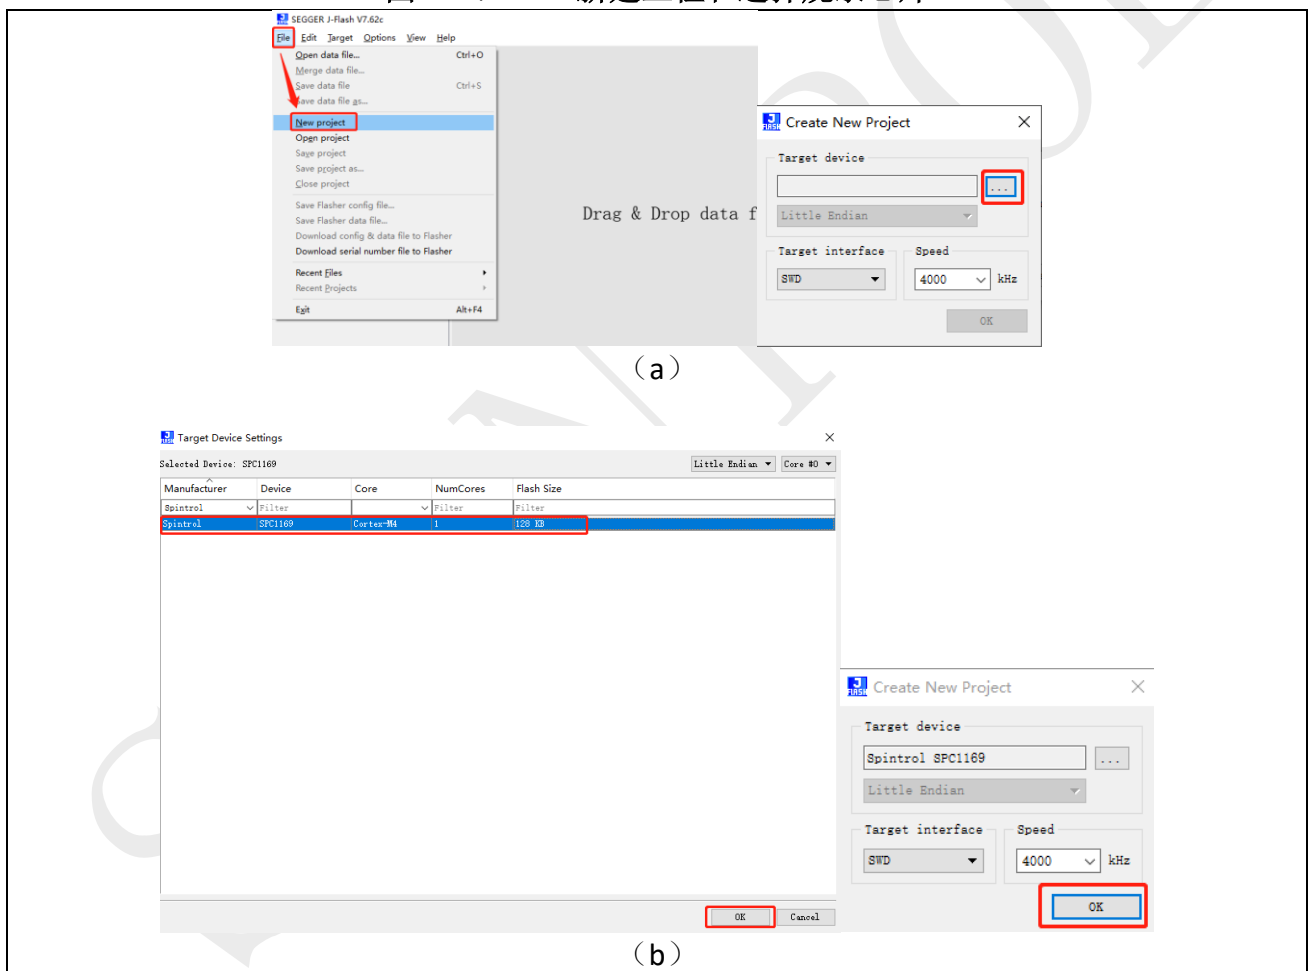 SEGGER J-Flash V7.62c
File Edit Target Options View Help
Open data file... Ctrl+O
Merge data file...
Save data file Ctrl+S
Save data file as...
New project
Open project
Save project
Save project as...
Close project
Save Flasher config file...
Save Flasher data file...
Download config & data file to Flasher
Download serial number file to Flasher
Recent Files
Recent Projects
Exit Alt+F4
Drag & Drop data f
Create New Project
Target device
...
Little Endian
Target interface Speed
SWD 4000 kHz
OK
（a）
Target Device Settings
Selected Device: SPC1169 Little Endian Core #0
Manufacturer Device Core NumCores Flash Size
Spintrol Filter Filter Filter
Spintrol SPC1169 Cortex-M4 1 128 KB
OK Cancel
Create New Project
Target device
Spintrol SPC1169 ...
Little Endian
Target interface Speed
SWD 4000 kHz
OK
（b）